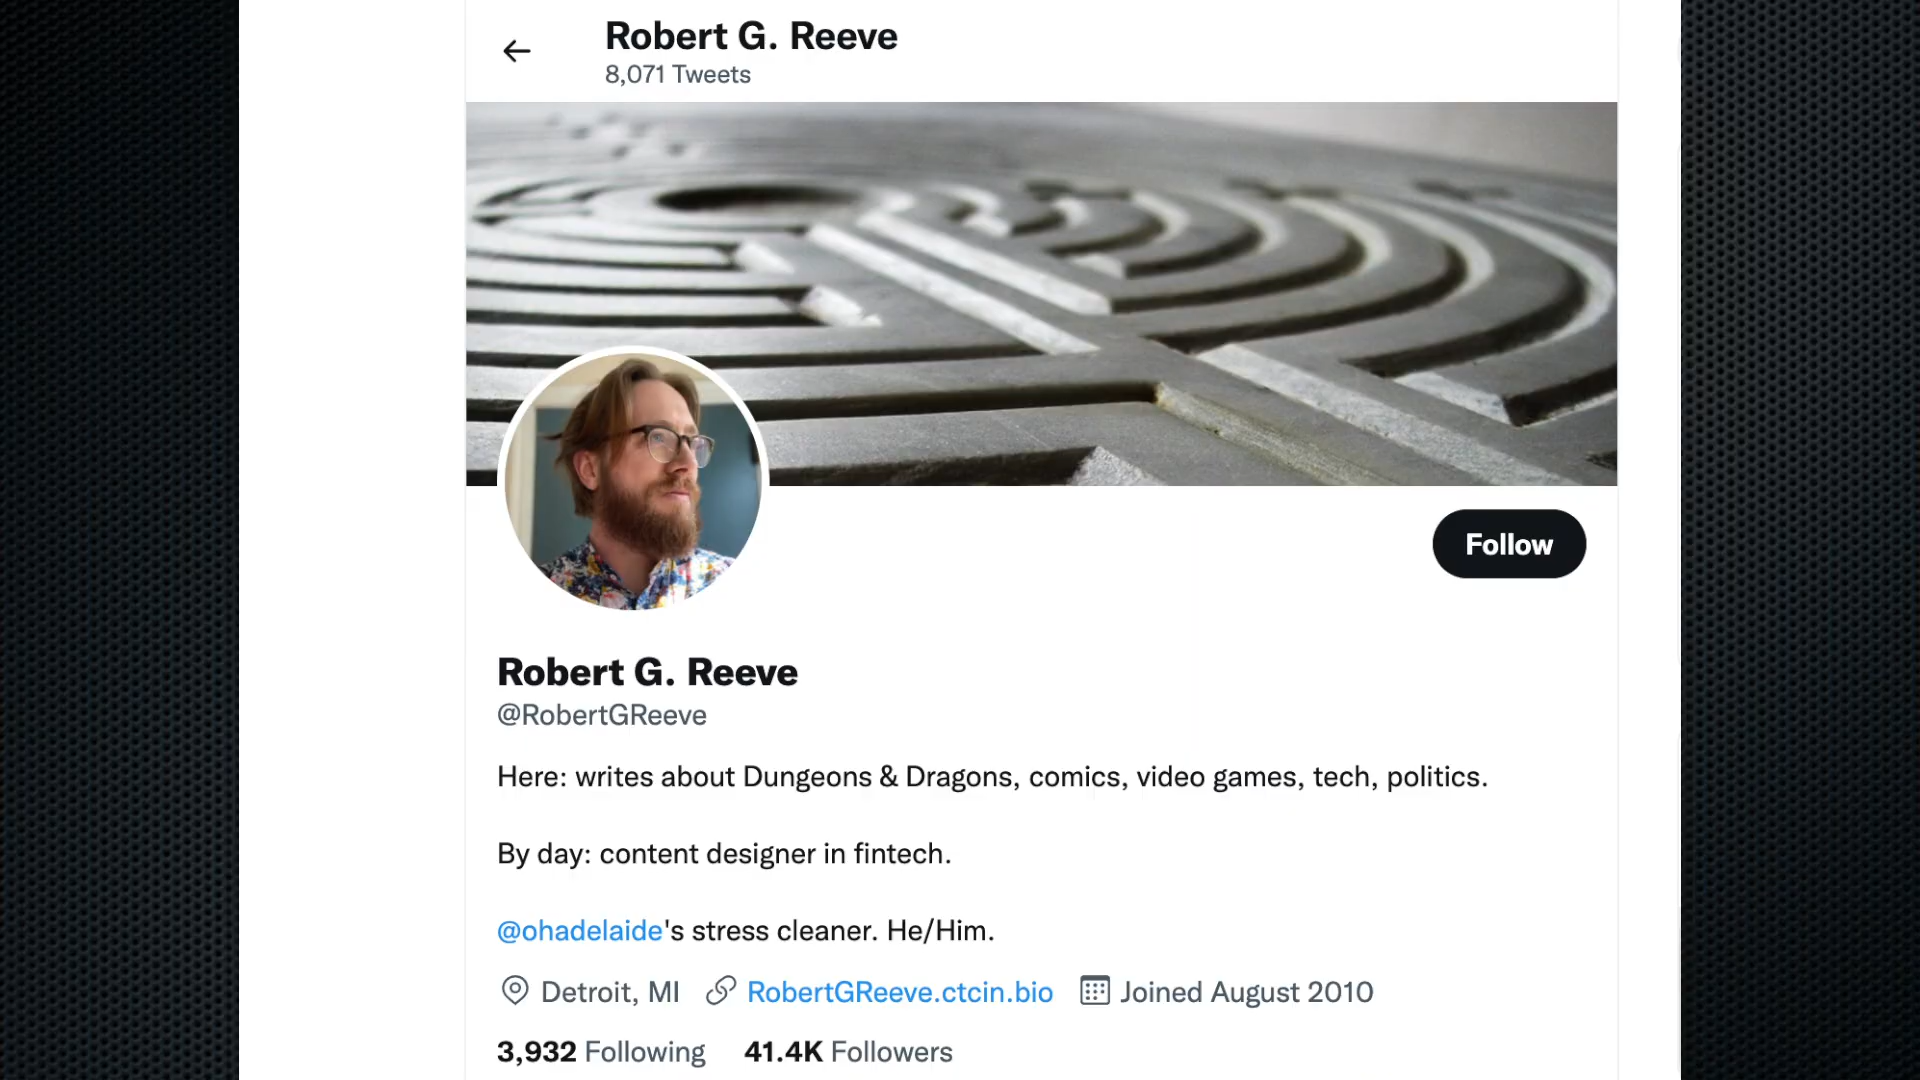 Robert G. Reeve
8,071 Tweets
Follow
Robert G. Reeve
@RobertGReeve
Here: writes about Dungeons & Dragons, comics, video games, tech, politics.
By day: content designer in fintech.
@ohadelaide's stress cleaner. He/Him.
Detroit, MI RobertGReeve.ctcin.bio Joined August 2010
3,932 Following 41.4K Followers